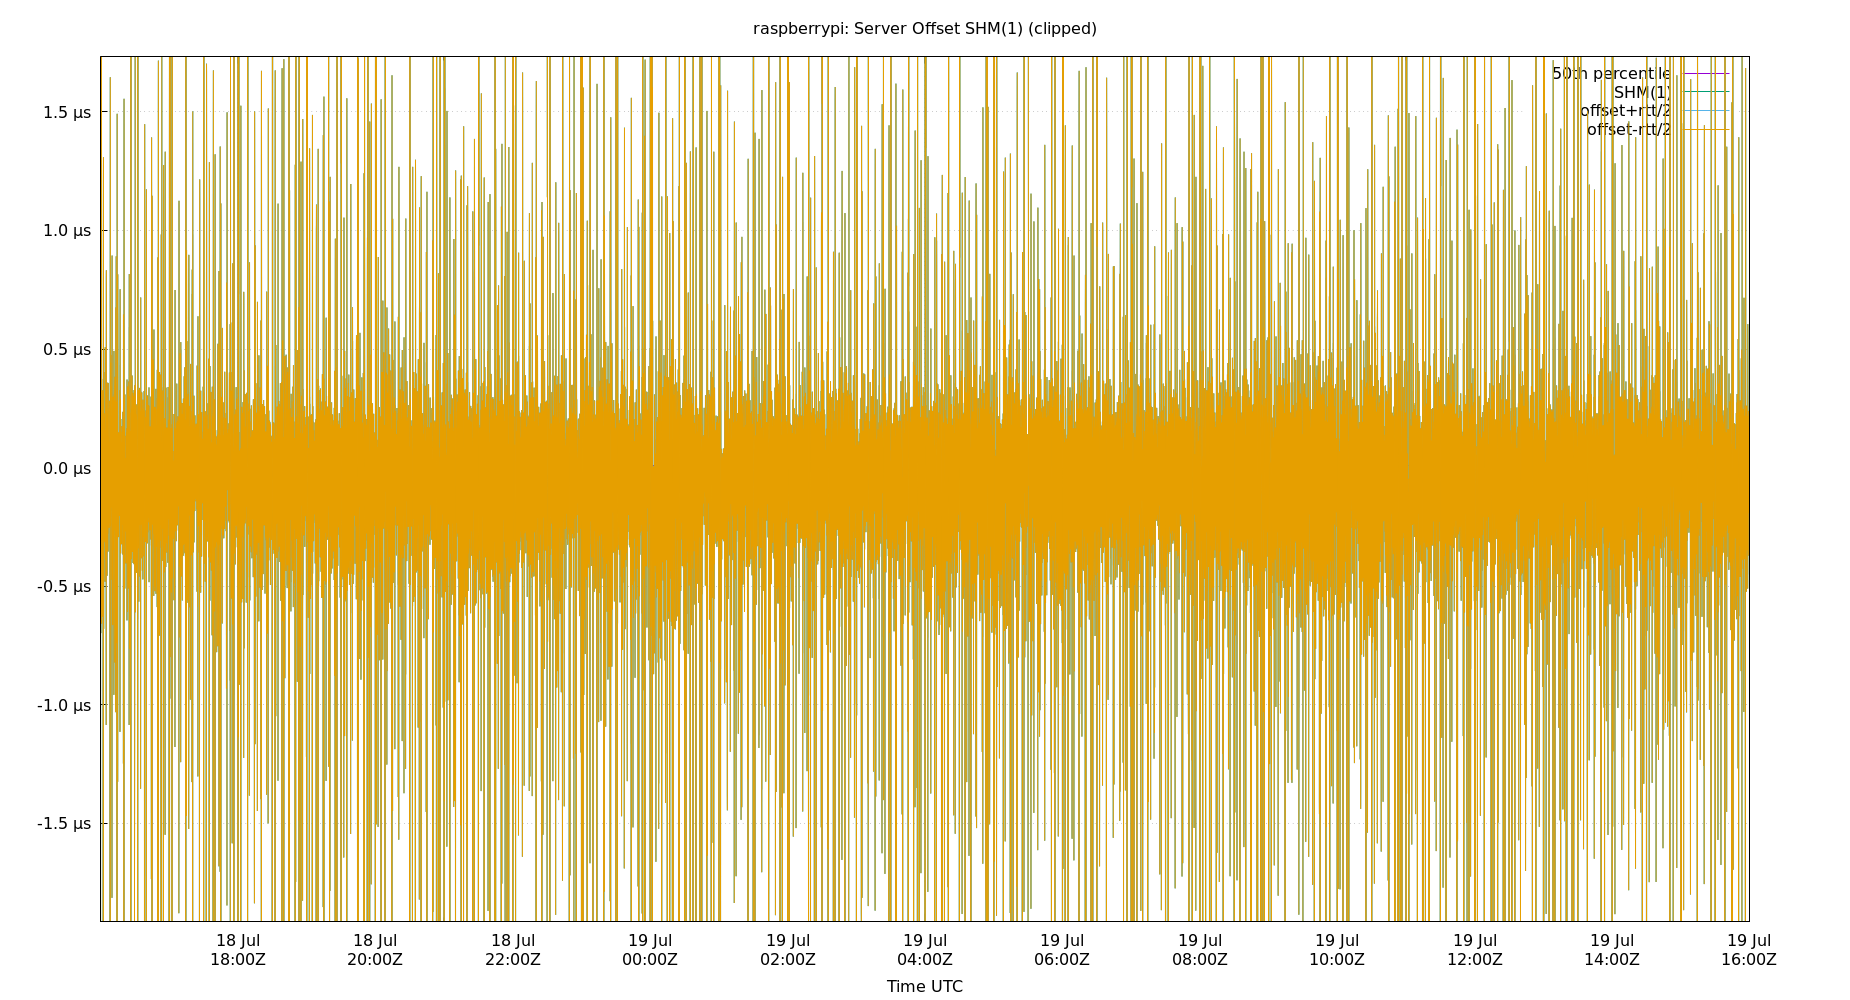 raspberrypi: Server Offset SHM(1) (clipped)
50th percentile
SHM(1)
offset+rtt/2
offset-rtt/2
1.5 µs
1.0 µs
0.5 µs
0.0 µs
-0.5 µs
-1.0 µs
-1.5 µs
18 Jul 18 Jul 18 Jul 19 Jul 19 Jul 19 Jul 19 Jul 19 Jul 19 Jul 19 Jul 19 Jul 19 Jul
18:00Z 20:00Z 22:00Z 00:00Z 02:00Z 04:00Z 06:00Z 08:00Z 10:00Z 12:00Z 14:00Z 16:00Z
Time UTC